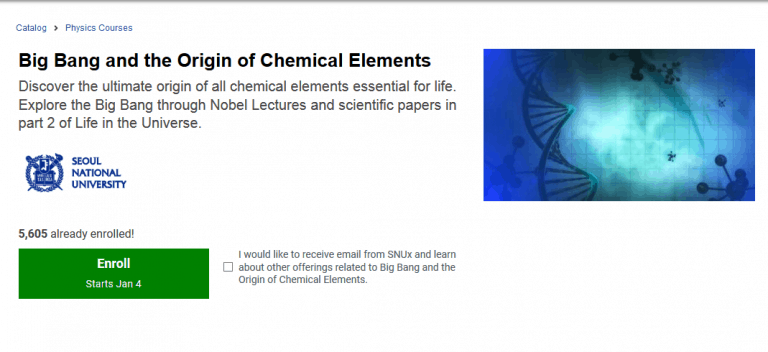 Catalog > Physics Courses
Big Bang and the Origin of Chemical Elements
Discover the ultimate origin of all chemical elements essential for life.
Explore the Big Bang through Nobel Lectures and scientific papers in
part 2 of Life in the Universe.
SEOUL
NATIONAL
UNIVERSITY
5,605 already enrolled!
Enroll
Starts Jan 4
I would like to receive email from SNUx and learn
about other offerings related to Big Bang and the
Origin of Chemical Elements.